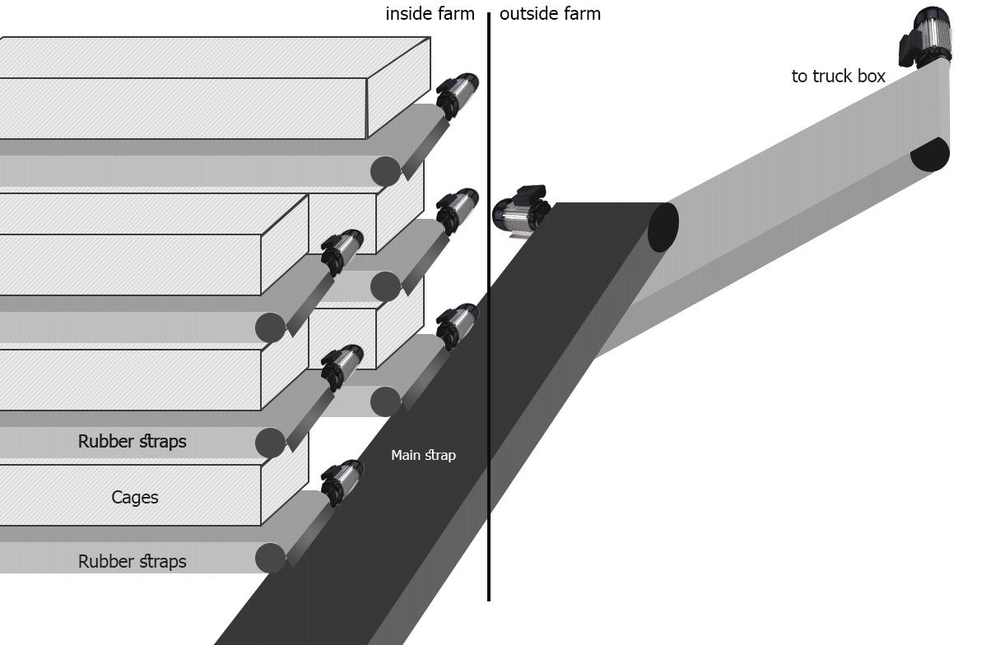 inside farm
outside farm
to truck box
Rubber straps
Main strap
Cages
Rubber straps